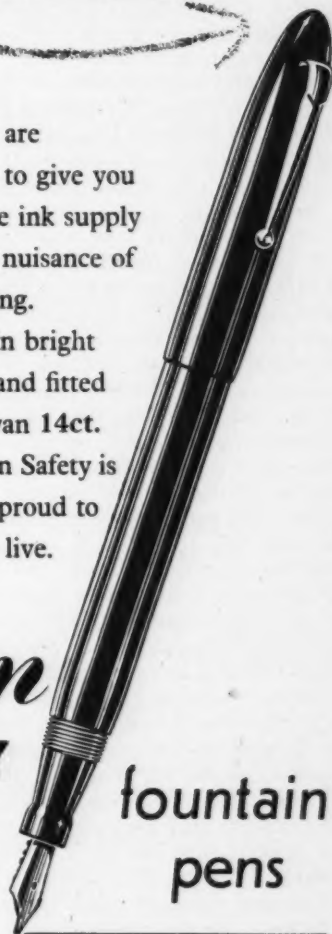 are
to give you
e ink supply
nuisance of
ng.
n bright
and fitted
an 14ct.
n Safety is
proud to
live.
n
fountain
pens